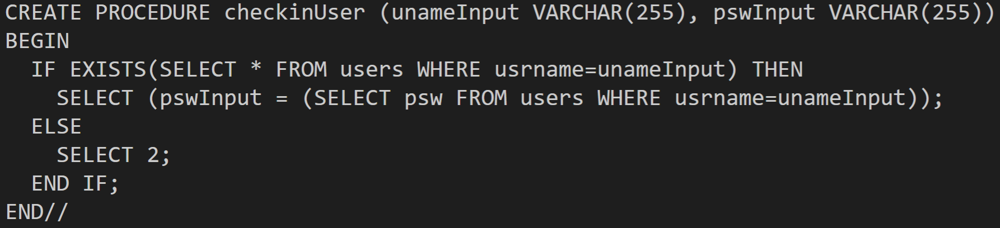 CREATE PROCEDURE checkinUser (unameInput VARCHAR(255), pswInput VARCHAR(255))
BEGIN
  IF EXISTS(SELECT * FROM users WHERE usrname=unameInput) THEN
    SELECT (pswInput = (SELECT psw FROM users WHERE usrname=unameInput));
  ELSE
    SELECT 2;
  END IF;
END//